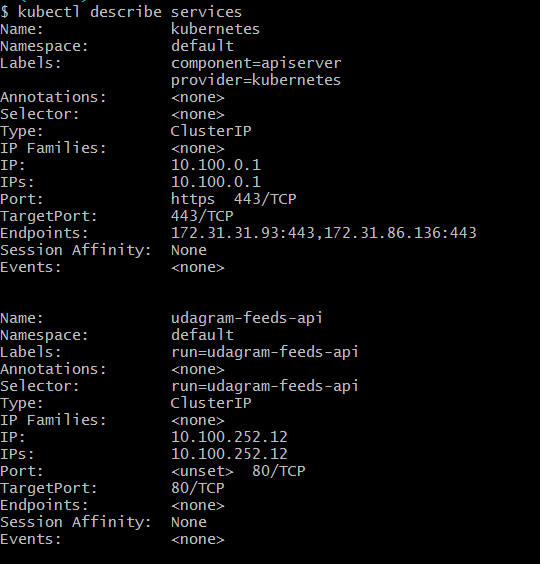 $ kubectl describe services
Name:              kubernetes
Namespace:         default
Labels:            component=apiserver
                   provider=kubernetes
Annotations:       <none>
Selector:          <none>
Type:              ClusterIP
IP Families:       <none>
IP:                10.100.0.1
IPs:               10.100.0.1
Port:              https  443/TCP
TargetPort:        443/TCP
Endpoints:         172.31.31.93:443,172.31.86.136:443
Session Affinity:  None
Events:            <none>

Name:              udagram-feeds-api
Namespace:         default
Labels:            run=udagram-feeds-api
Annotations:       <none>
Selector:          run=udagram-feeds-api
Type:              ClusterIP
IP Families:       <none>
IP:                10.100.252.12
IPs:               10.100.252.12
Port:              <unset>  80/TCP
TargetPort:        80/TCP
Endpoints:         <none>
Session Affinity:  None
Events:            <none>